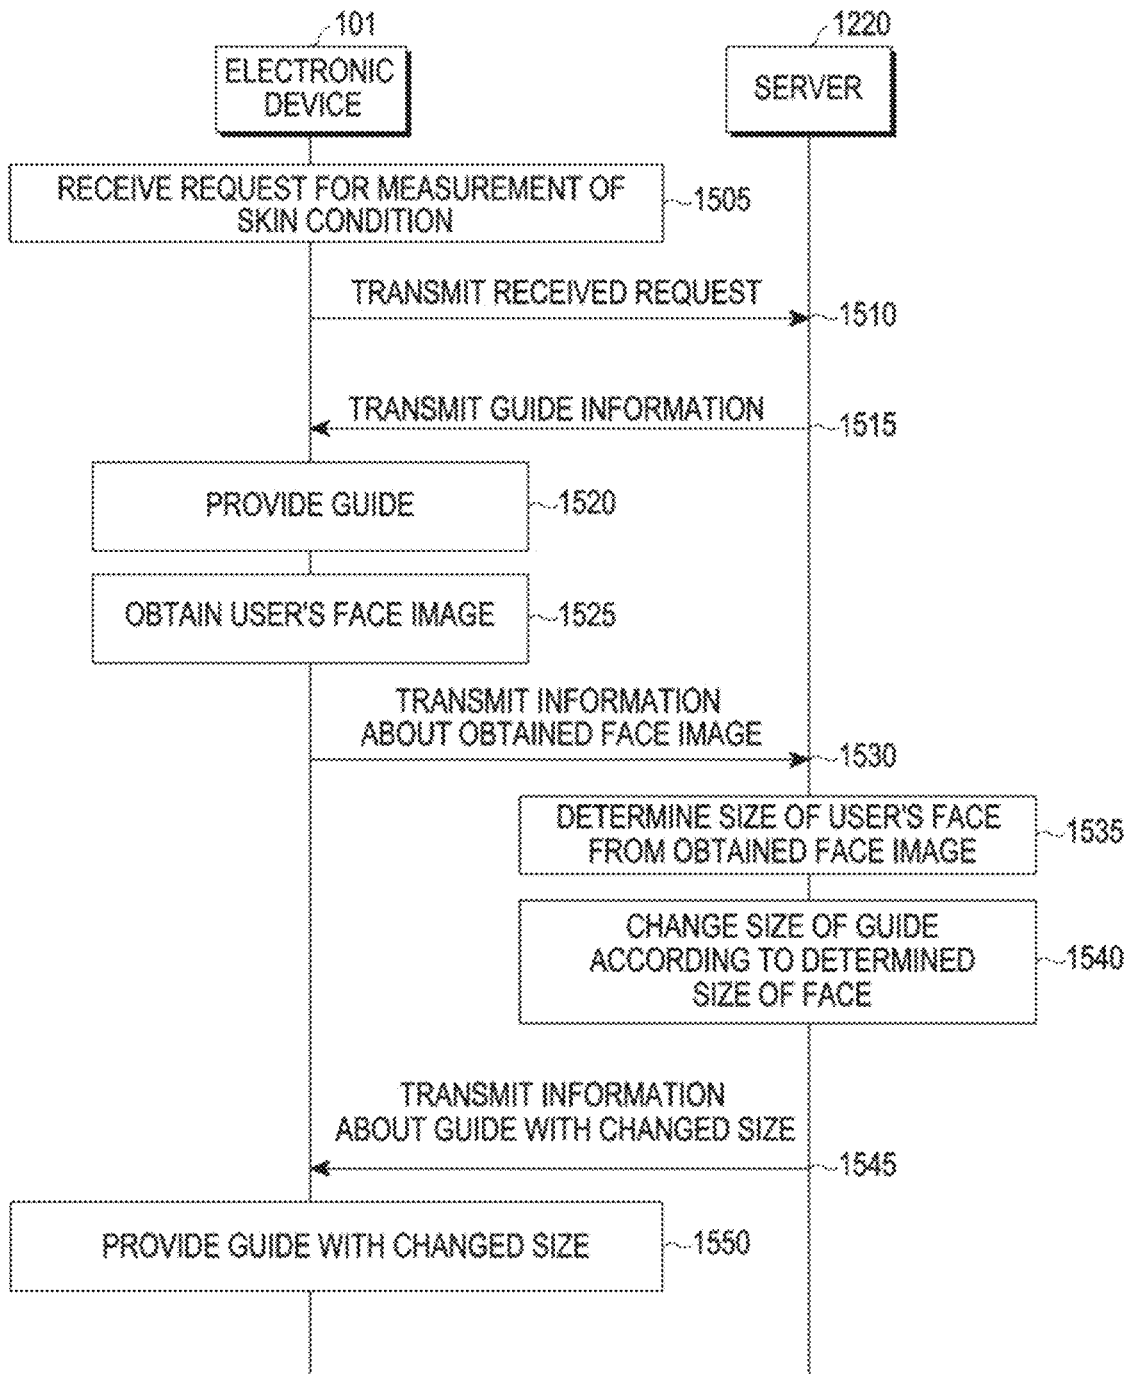 101
1220
ELECTRONIC
DEVICE
SERVER
RECEIVE REQUEST FOR MEASUREMENT OF
SKIN CONDITION
1505
TRANSMIT RECEIVED REQUEST
1510
TRANSMIT GUIDE INFORMATION
1515
PROVIDE GUIDE
1520
OBTAIN USER'S FACE IMAGE
1525
TRANSMIT INFORMATION
ABOUT OBTAINED FACE IMAGE
1530
DETERMINE SIZE OF USER'S FACE
FROM OBTAINED FACE IMAGE
1535
CHANGE SIZE OF GUIDE
ACCORDING TO DETERMINED
SIZE OF FACE
1540
TRANSMIT INFORMATION
ABOUT GUIDE WITH CHANGED SIZE
1545
PROVIDE GUIDE WITH CHANGED SIZE
1550